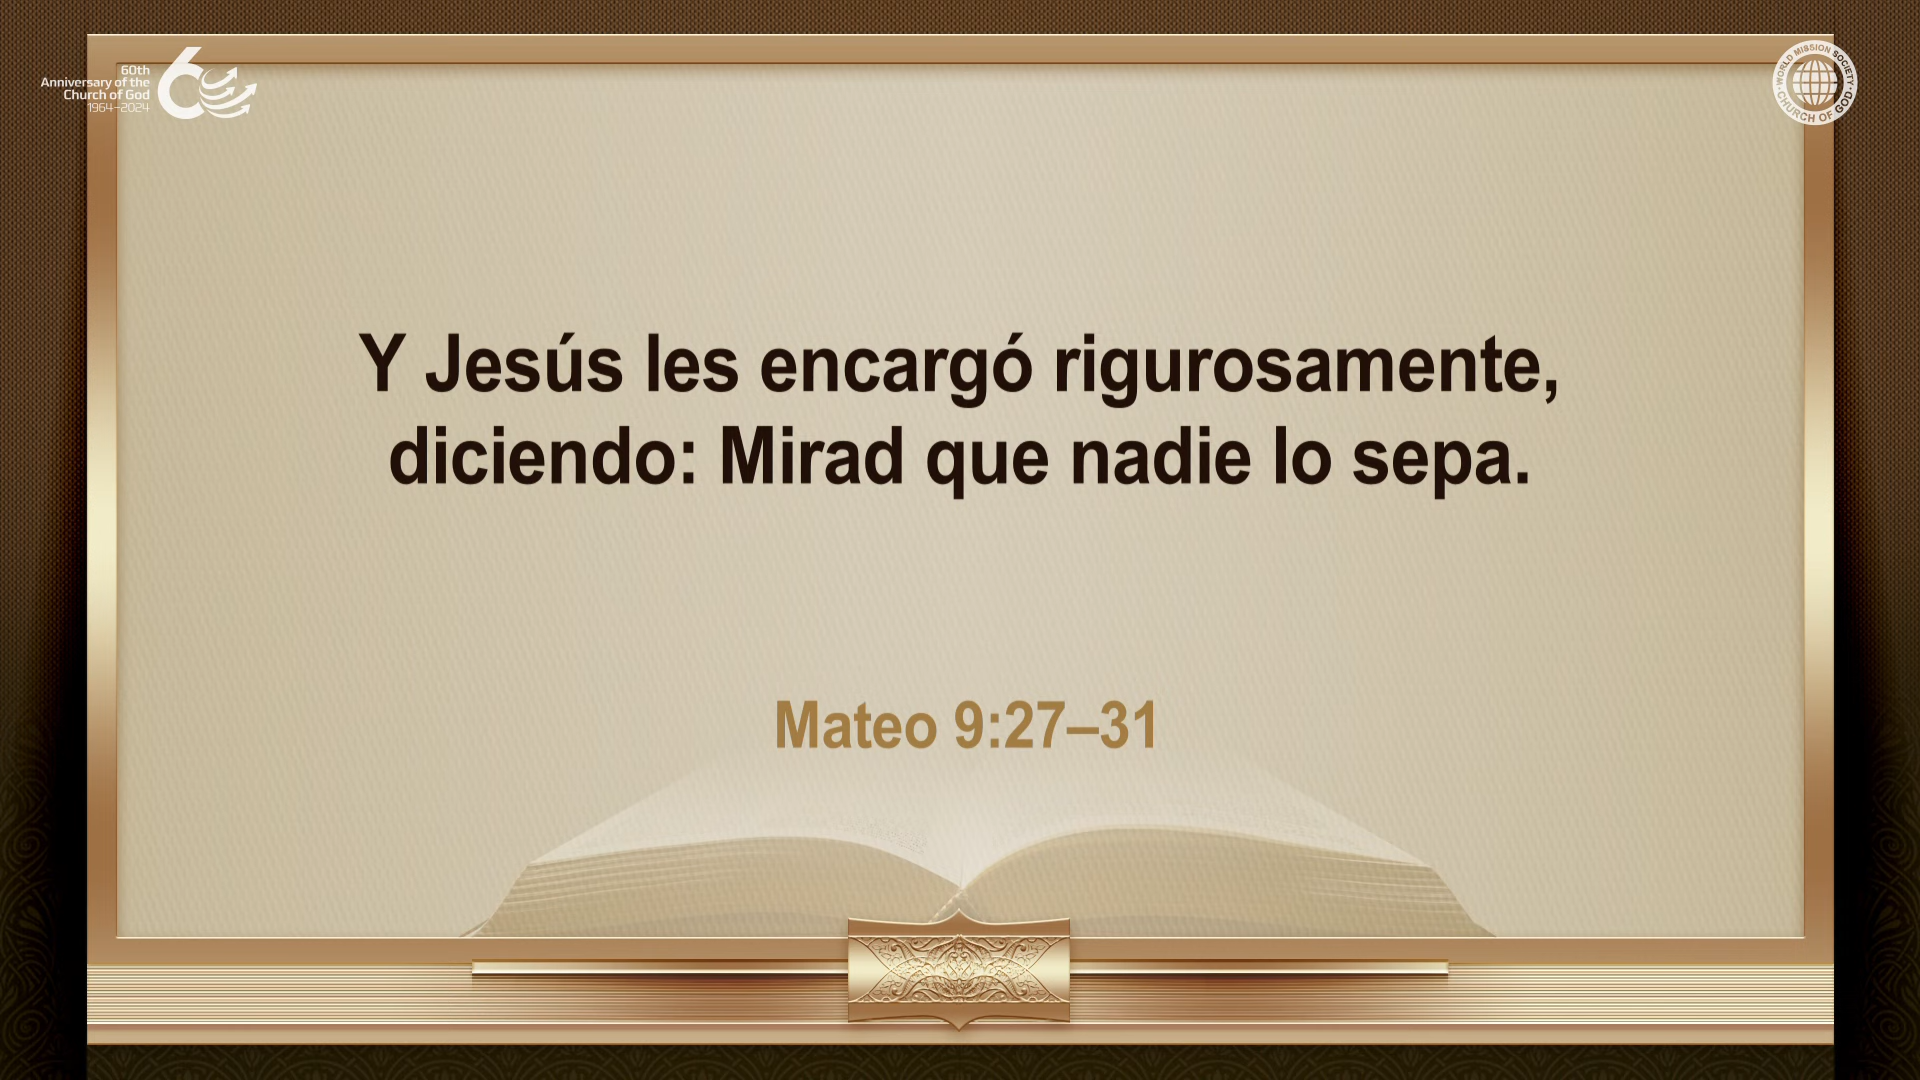 60th
Anniversary of the
Church of God
1964–2024
WORLD MISSION SOCIETY
CHURCH OF GOD
Y Jesús les encargó rigurosamente,
diciendo: Mirad que nadie lo sepa.
Mateo 9:27–31